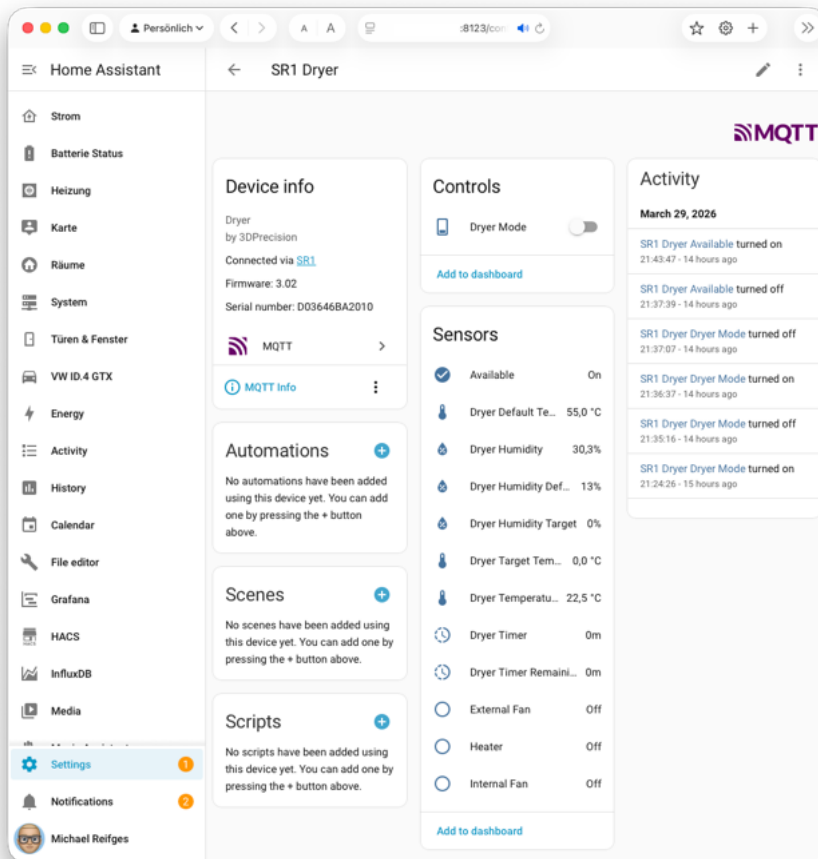 Persönlich
A A
:8123/con
Home Assistant
SR1 Dryer
Strom
Batterie Status
Heizung
Karte
Räume
System
Türen & Fenster
VW ID.4 GTX
Energy
Activity
History
Calendar
File editor
Grafana
HACS
InfluxDB
Media
Settings 1
Notifications 2
Michael Reifges
MQTT
Device info
Dryer
by 3DPrecision
Connected via SR1
Firmware: 3.02
Serial number: D03646BA2010
MQTT
MQTT Info
Automations
No automations have been added
using this device yet. You can add
one by pressing the + button
above.
Scenes
No scenes have been added using
this device yet. You can add one by
pressing the + button above.
Scripts
No scripts have been added using
this device yet. You can add one by
pressing the + button above.
Controls
Dryer Mode
Add to dashboard
Sensors
Available On
Dryer Default Te... 55,0 °C
Dryer Humidity 30,3%
Dryer Humidity Def... 13%
Dryer Humidity Target 0%
Dryer Target Tem... 0,0 °C
Dryer Temperatu... 22,5 °C
Dryer Timer 0m
Dryer Timer Remaini... 0m
External Fan Off
Heater Off
Internal Fan Off
Add to dashboard
Activity
March 29, 2026
SR1 Dryer Available turned on
21:43:47 - 14 hours ago
SR1 Dryer Available turned off
21:37:39 - 14 hours ago
SR1 Dryer Dryer Mode turned off
21:37:07 - 14 hours ago
SR1 Dryer Dryer Mode turned on
21:36:37 - 14 hours ago
SR1 Dryer Dryer Mode turned off
21:35:16 - 14 hours ago
SR1 Dryer Dryer Mode turned on
21:24:26 - 15 hours ago